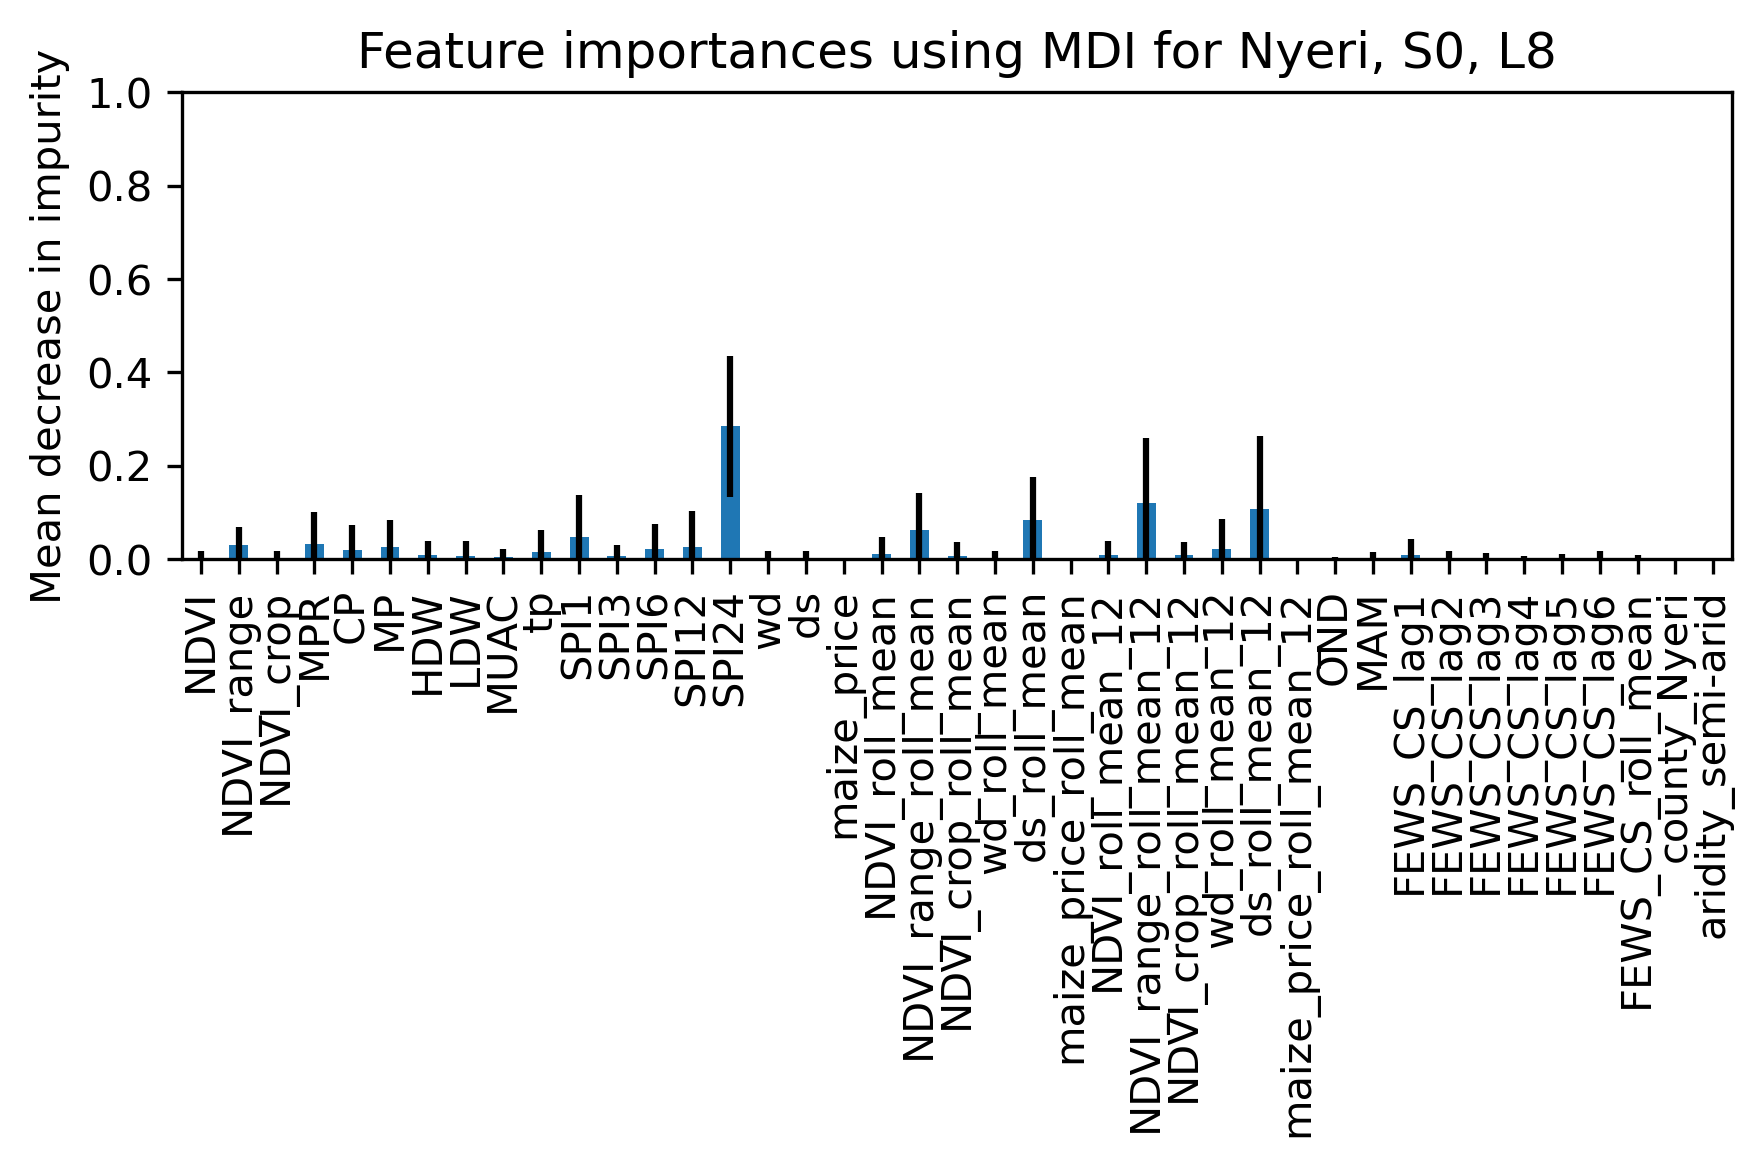 Feature importances using MDI for Nyeri, S0, L8
Mean decrease in impurity
1.0
0.8
0.6
0.4
0.2
0.0
NDVI
NDVI_range
NDVI_crop
MPR
CP
MP
HDW
LDW
MUAC
tp
SPI1
SPI3
SPI6
SPI12
SPI24
wd
ds
maize_price
NDVI_roll_mean
NDVI_range_roll_mean
NDVI_crop_roll_mean
wd_roll_mean
ds_roll_mean
maize_price_roll_mean
NDVI_roll_mean_12
NDVI_range_roll_mean_12
NDVI_crop_roll_mean_12
wd_roll_mean_12
ds_roll_mean_12
maize_price_roll_mean_12
OND
MAM
FEWS_CS_lag1
FEWS_CS_lag2
FEWS_CS_lag3
FEWS_CS_lag4
FEWS_CS_lag5
FEWS_CS_lag6
FEWS_CS_roll_mean
county_Nyeri
aridity_semi-arid